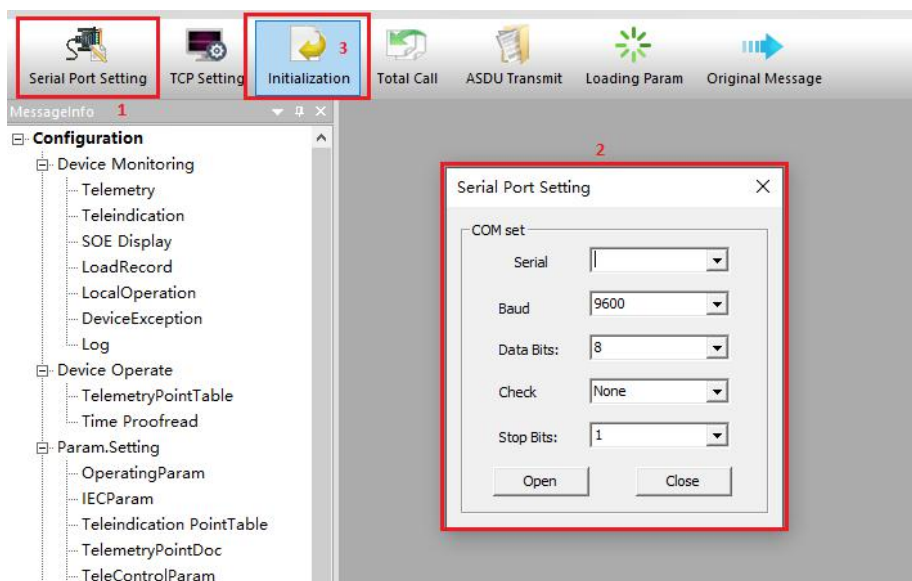 3
Serial Port Setting TCP Setting Initialization Total Call ASDU Transmit Loading Param Original Message
MessageInfo 1
Configuration
Device Monitoring
Telemetry
Teleindication
SOE Display
LoadRecord
LocalOperation
DeviceException
Log
Device Operate
TelemetryPointTable
Time Proofread
Param.Setting
OperatingParam
IECParam
Teleindication PointTable
TelemetryPointDoc
TeleControlParam
2
Serial Port Setting
COM set
Serial
Baud 9600
Data Bits: 8
Check None
Stop Bits: 1
Open Close